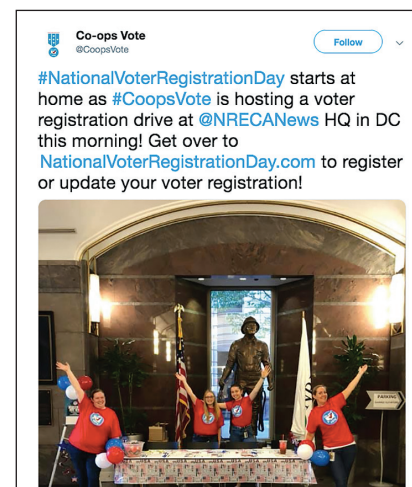 Co-ops Vote
@CoopsVote
Follow
#NationalVoterRegistrationDay starts at
home as #CoopsVote is hosting a voter
registration drive at @NRECANews HQ in DC
this morning! Get over to
NationalVoterRegistrationDay.com to register
or update your voter registration!
PARKING